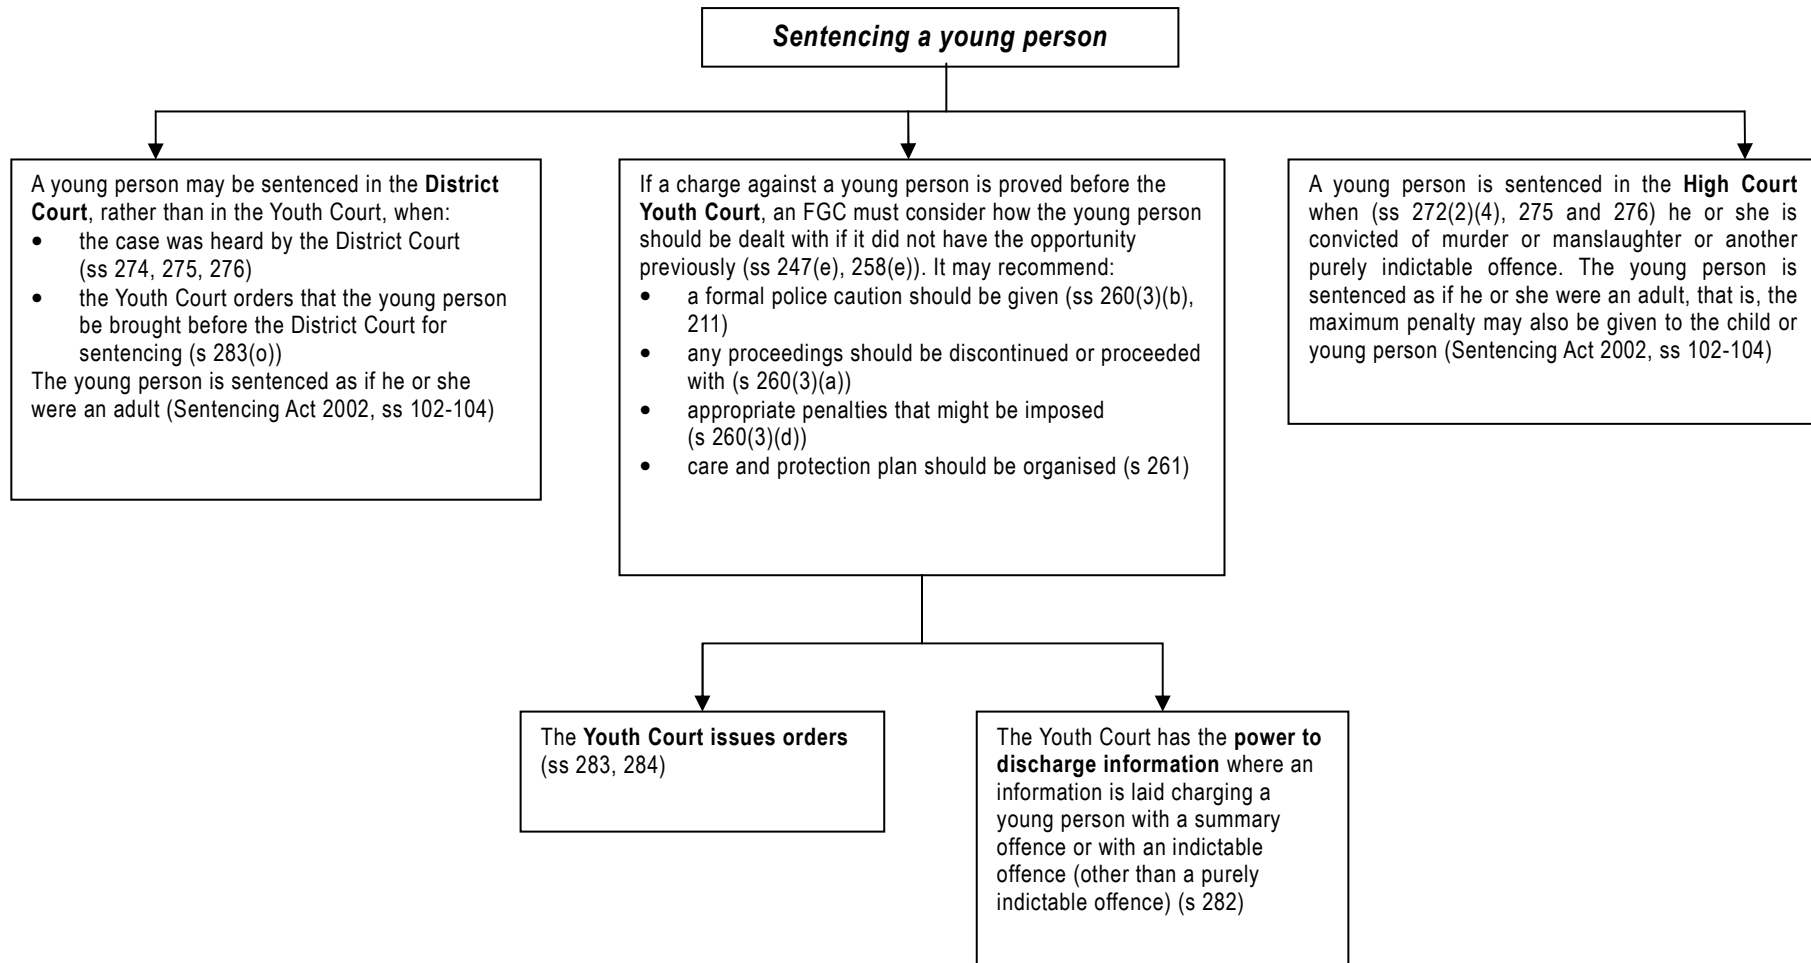 Sentencing a young person
A young person may be sentenced in the District
Court, rather than in the Youth Court, when:
• the case was heard by the District Court
(ss 274, 275, 276)
• the Youth Court orders that the young person
be brought before the District Court for
sentencing (s 283(o))
The young person is sentenced as if he or she
were an adult (Sentencing Act 2002, ss 102-104)
If a charge against a young person is proved before the
Youth Court, an FGC must consider how the young person
should be dealt with if it did not have the opportunity
previously (ss 247(e), 258(e)). It may recommend:
• a formal police caution should be given (ss 260(3)(b),
211)
• any proceedings should be discontinued or proceeded
with (s 260(3)(a))
• appropriate penalties that might be imposed
(s 260(3)(d))
• care and protection plan should be organised (s 261)
A young person is sentenced in the High Court
when (ss 272(2)(4), 275 and 276) he or she is
convicted of murder or manslaughter or another
purely indictable offence. The young person is
sentenced as if he or she were an adult, that is, the
maximum penalty may also be given to the child or
young person (Sentencing Act 2002, ss 102-104)
The Youth Court issues orders
(ss 283, 284)
The Youth Court has the power to
discharge information where an
information is laid charging a
young person with a summary
offence or with an indictable
offence (other than a purely
indictable offence) (s 282)